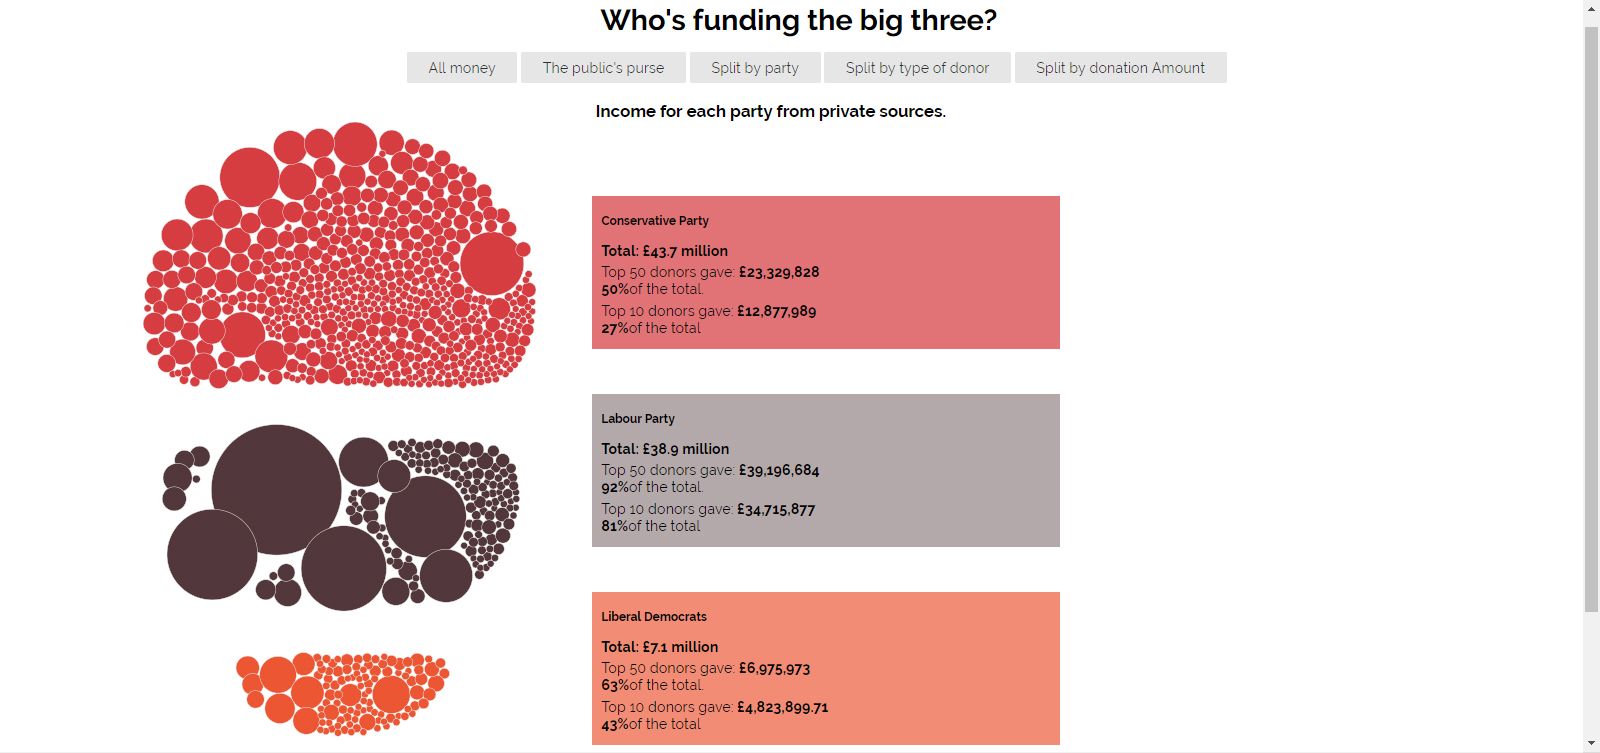 Who's funding the big three?
All money
The public's purse
Split by party
Split by type of donor
Split by donation Amount
Income for each party from private sources.
Conservative Party
Total: £43.7 million
Top 50 donors gave: £23,329,828
50%of the total.
Top 10 donors gave: £12,877,989
27%of the total
Labour Party
Total: £38.9 million
Top 50 donors gave: £39,196,684
92%of the total.
Top 10 donors gave: £34,715,877
81%of the total
Liberal Democrats
Total: £7.1 million
Top 50 donors gave: £6,975,973
63%of the total.
Top 10 donors gave: £4,823,899.71
43%of the total